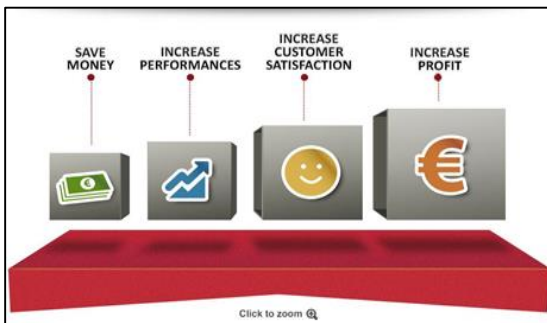 SAVE
MONEY
INCREASE
PERFORMANCES
INCREASE
CUSTOMER
SATISFACTION
INCREASE
PROFIT
€
€
Click to zoom